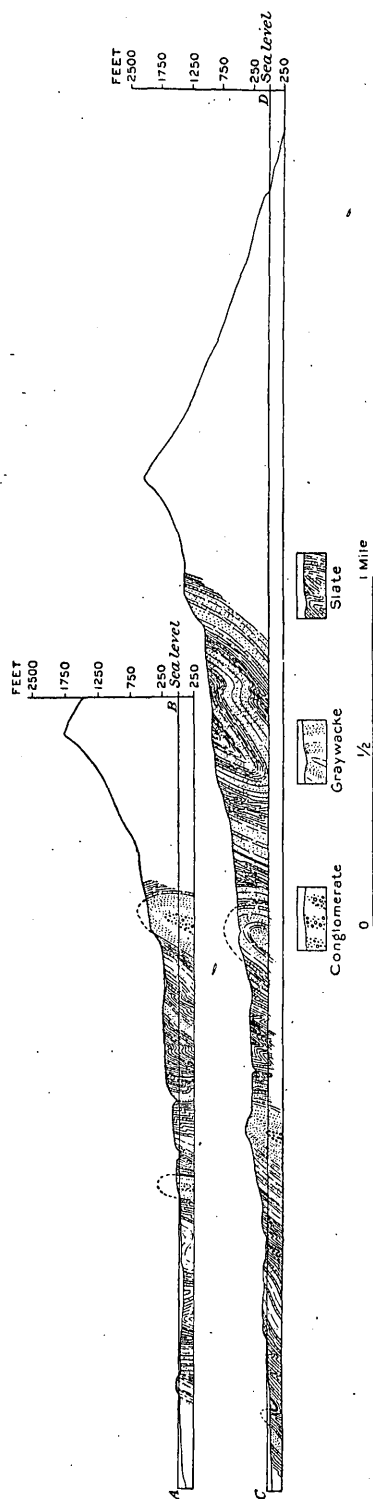 FEET
2500
1750
1250
750
250
Sea level
250
A
B
FEET
2500
1750
1250
750
250
Sea level
250
C
D
Conglomerate
Graywacke
Slate
0
1/2
1 Mile